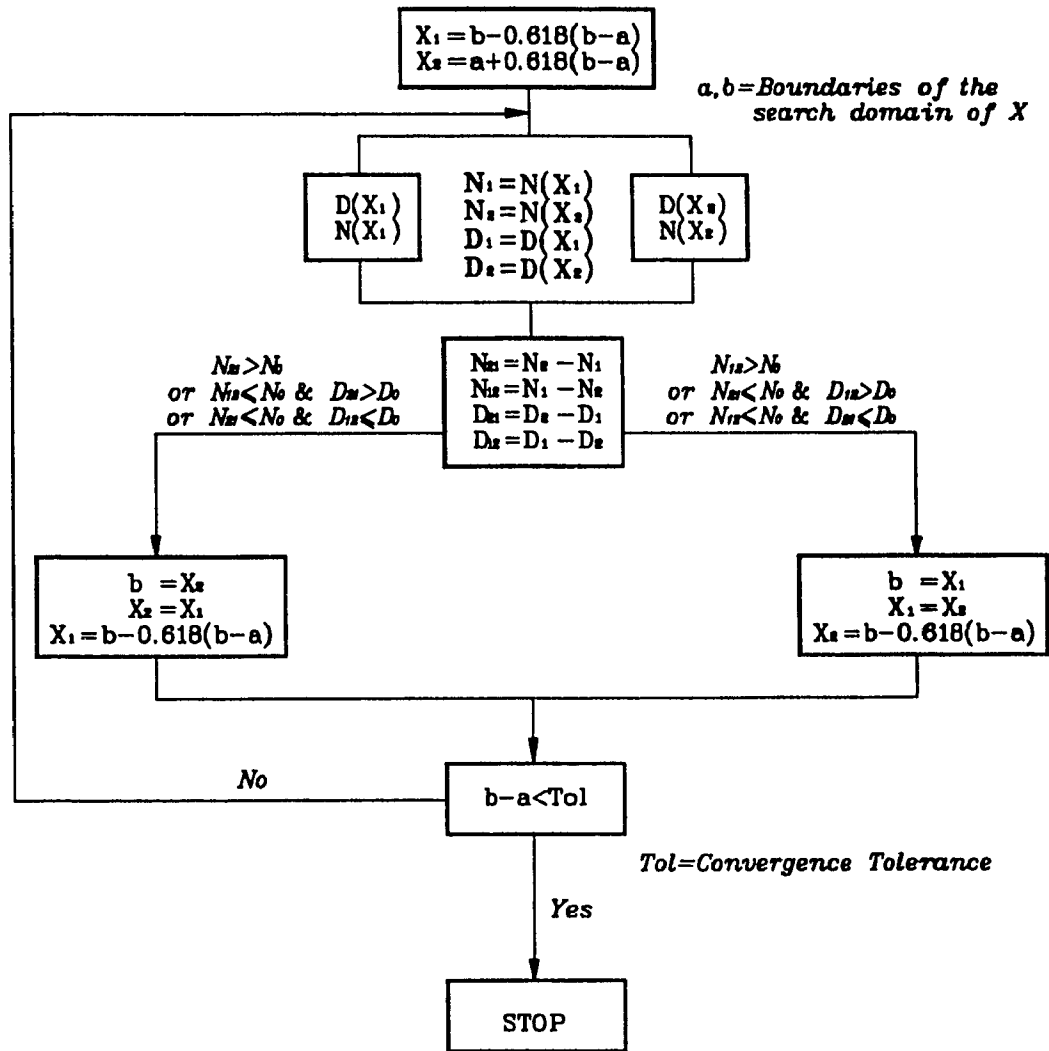 X₁=b-0.618(b-a)
X₂=a+0.618(b-a)
a,b=Boundaries of the
search domain of X
D(X₁)
N(X₁)
N₁=N(X₁)
N₂=N(X₂)
D₁=D(X₁)
D₂=D(X₂)
D(X₂)
N(X₂)
N₂₁>N₀
or N₁₂⩽N₀ & D₂₁>D₀
or N₂₁⩽N₀ & D₁₂⩽D₀
N₂₁=N₂-N₁
N₁₂=N₁-N₂
D₂₁=D₂-D₁
D₁₂=D₁-D₂
N₁₂>N₀
or N₂₁⩽N₀ & D₁₂>D₀
or N₁₂⩽N₀ & D₂₁⩽D₀
b =X₂
X₂=X₁
X₁=b-0.618(b-a)
b =X₁
X₁=X₂
X₂=b-0.618(b-a)
No
b-a<Tol
Tol=Convergence Tolerance
Yes
STOP